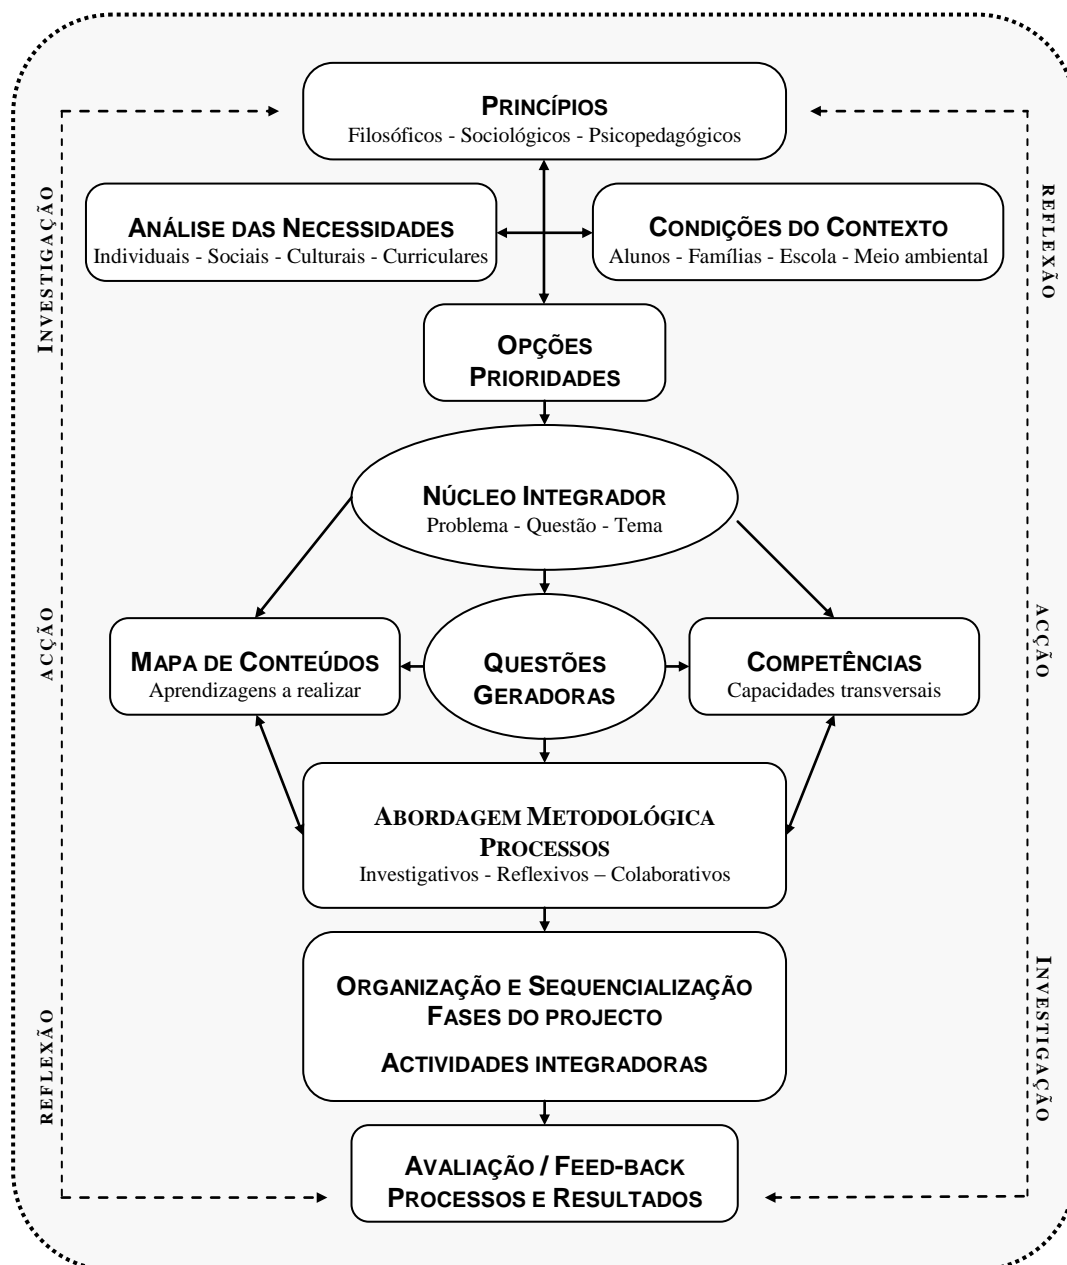 PRINCÍPIOS
Filosóficos - Sociológicos - Psicopedagógicos
INVESTIGAÇÃO
REFLEXÃO
ANÁLISE DAS NECESSIDADES
Individuais - Sociais - Culturais - Curriculares
CONDIÇÕES DO CONTEXTO
Alunos - Famílias - Escola - Meio ambiental
OPÇÕES
PRIORIDADES
NÚCLEO INTEGRADOR
Problema - Questão - Tema
ACÇÃO
ACÇÃO
MAPA DE CONTEÚDOS
Aprendizagens a realizar
QUESTÕES
GERADORAS
COMPETÊNCIAS
Capacidades transversais
ABORDAGEM METODOLÓGICA
PROCESSOS
Investigativos - Reflexivos – Colaborativos
ORGANIZAÇÃO E SEQUENCIALIZAÇÃO
FASES DO PROJECTO
ACTIVIDADES INTEGRADORAS
REFLEXÃO
INVESTIGAÇÃO
AVALIAÇÃO / FEED-BACK
PROCESSOS E RESULTADOS